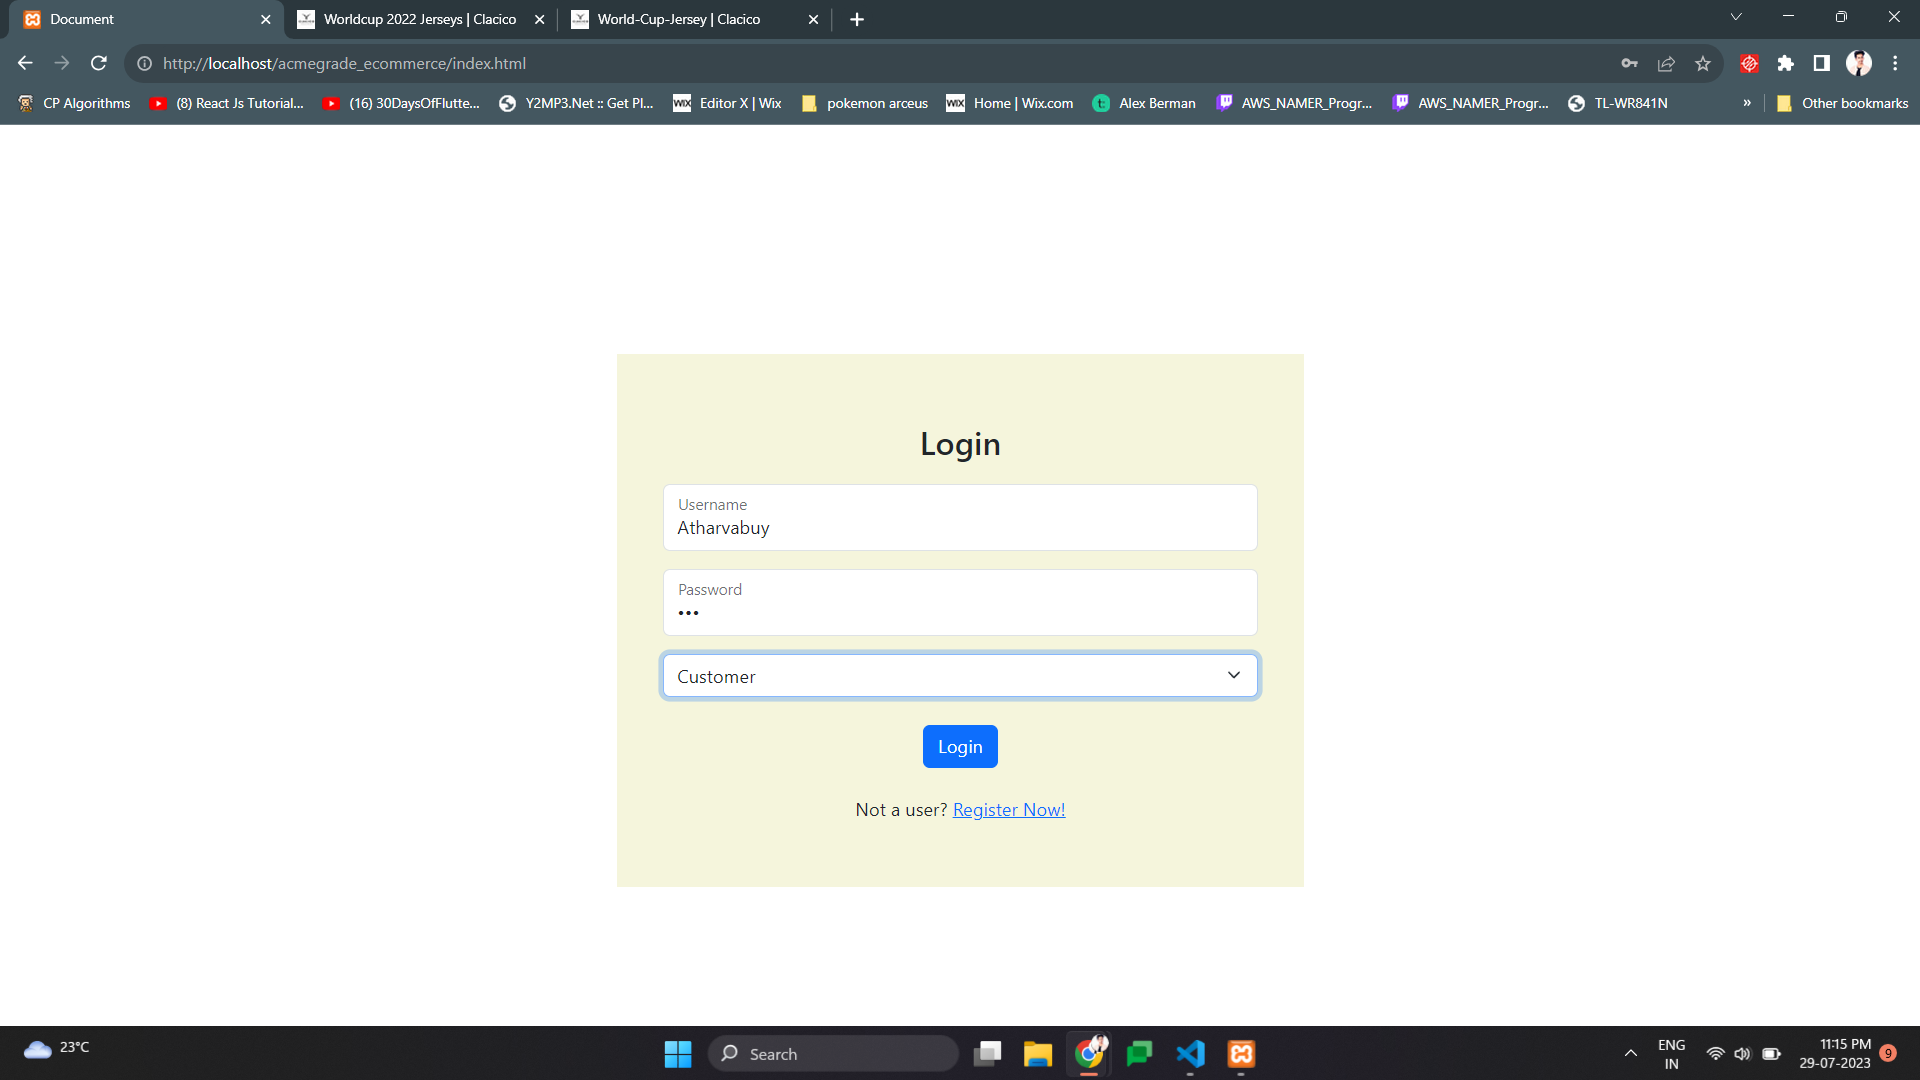 Document
Worldcup 2022 Jerseys | Clacico
World-Cup-Jersey | Clacico
http://localhost/acmegrade_ecommerce/index.html
CP Algorithms
(8) React Js Tutorial...
(16) 30DaysOfFlutte...
Y2MP3.Net :: Get Pl...
WIX Editor X | Wix
pokemon arceus
WIX Home | Wix.com
t Alex Berman
AWS_NAMER_Progr...
AWS_NAMER_Progr...
TL-WR841N
»
Other bookmarks
Login
Username
Atharvabuy
Password
•••
Customer
Login
Not a user? Register Now!
23°C
Search
ENG
IN
11:15 PM
29-07-2023
9